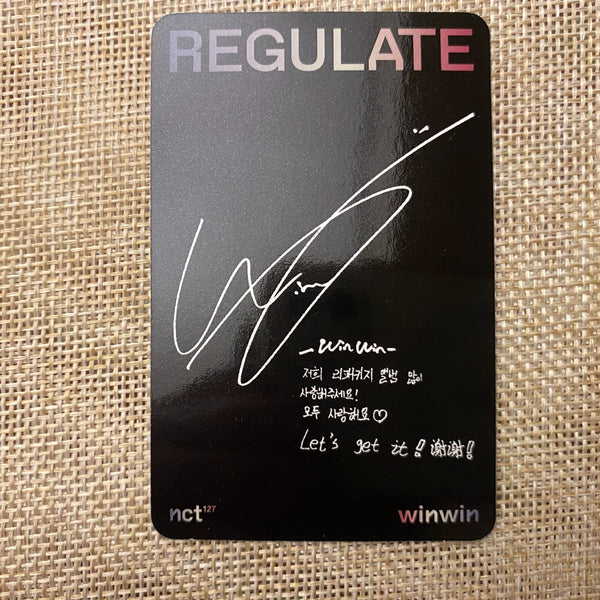 REGULATE
Win
- WinWin -
저희 리패키지 앨범 많이
사랑해주세요!
모두 사랑해요♡
Let's get it! 谢谢!
nct127
winwin